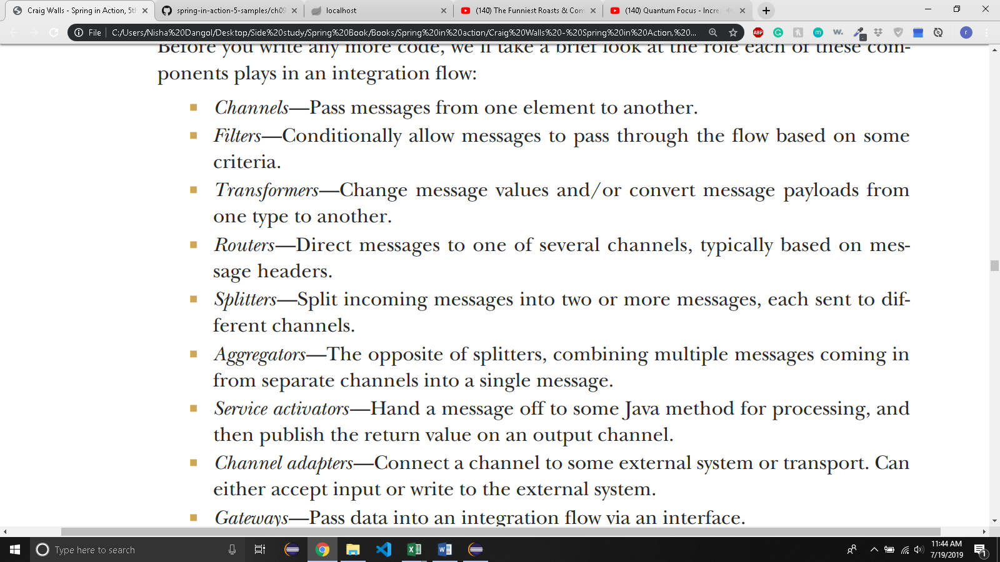 Craig Walls - Spring in Action, 5th
spring-in-action-5-samples/ch09
localhost
(140) The Funniest Roasts & Com
(140) Quantum Focus - Incre
File
C:/Users/Nisha%20Dangol/Desktop/Side%20study/Spring%20Book/Books/Spring%20in%20action/Craig%20Walls%20-%20Spring%20in%20Action,%20...
ABP
Before you write any more code, we'll take a brief look at the role each of these com-
ponents plays in an integration flow:
Channels—Pass messages from one element to another.
Filters—Conditionally allow messages to pass through the flow based on some
criteria.
Transformers—Change message values and/or convert message payloads from
one type to another.
Routers—Direct messages to one of several channels, typically based on mes-
sage headers.
Splitters—Split incoming messages into two or more messages, each sent to dif-
ferent channels.
Aggregators—The opposite of splitters, combining multiple messages coming in
from separate channels into a single message.
Service activators—Hand a message off to some Java method for processing, and
then publish the return value on an output channel.
Channel adapters—Connect a channel to some external system or transport. Can
either accept input or write to the external system.
Gateways—Pass data into an integration flow via an interface.
Type here to search
11:44 AM
7/19/2019
1